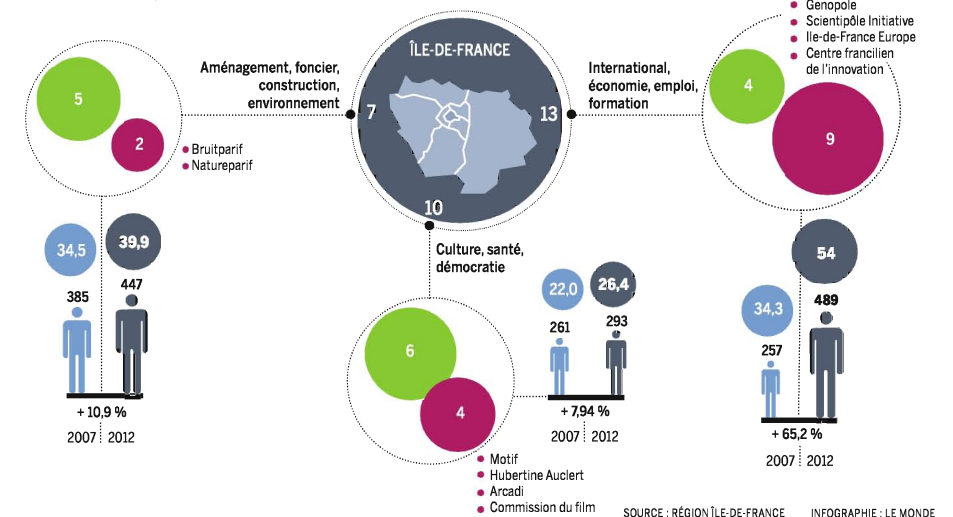 Genopole
Scientipôle Initiative
Ile-de-France Europe
Centre francilien
de l'innovation
ÎLE-DE-FRANCE
7
13
10
Aménagement, foncier,
construction,
environnement
5
2
Bruitparif
Natureparif
34,5
39,9
385
447
+ 10,9 %
2007
2012
International,
économie, emploi,
formation
4
9
34,3
54
257
489
+ 65,2 %
2007
2012
Culture, santé,
démocratie
6
4
Motif
Hubertine Auclert
Arcadi
Commission du film
22,0
26,4
261
293
+ 7,94 %
2007
2012
SOURCE : RÉGION ÎLE-DE-FRANCE
INFOGRAPHIE : LE MONDE